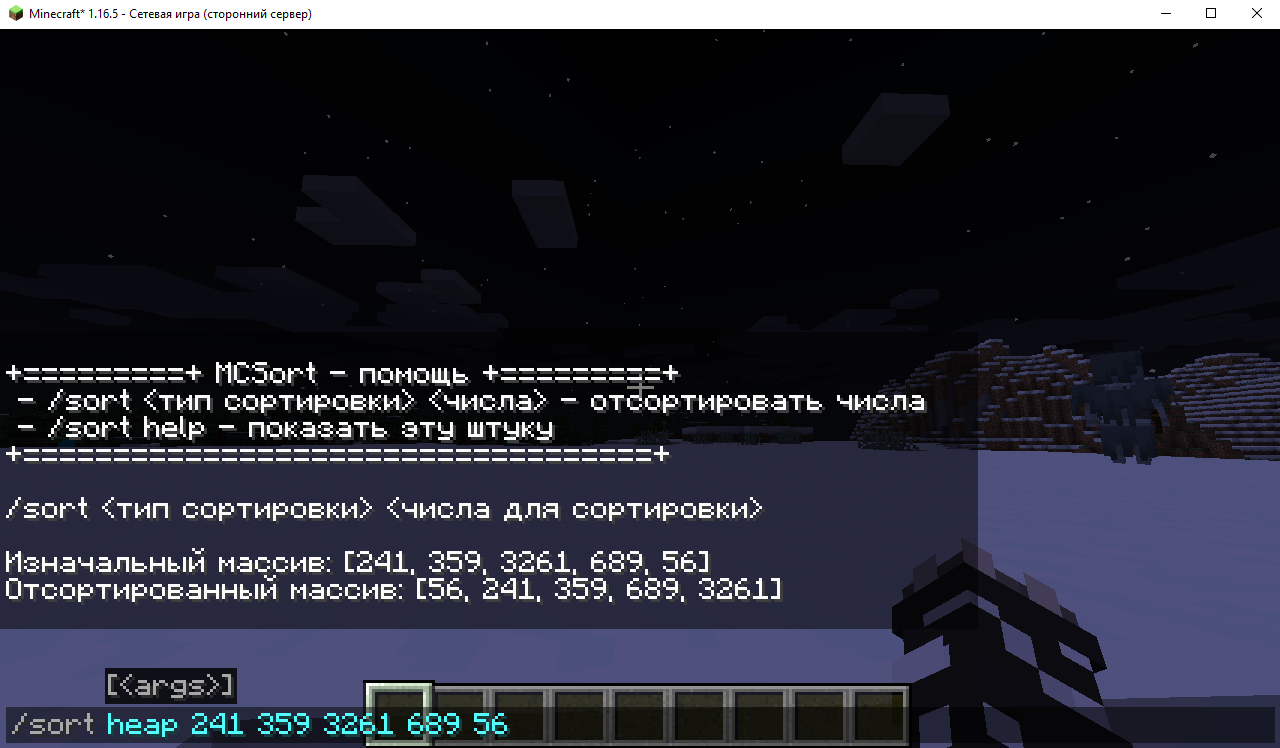 Minecraft* 1.16.5 - Сетевая игра (сторонний сервер)
+=========+ MCSort - помощь +=========+
- /sort <тип сортировки> <числа> - отсортировать числа
- /sort help - показать эту штуку
+===================================+
/sort <тип сортировки> <числа для сортировки>
Изначальный массив: [241, 359, 3261, 689, 56]
Отсортированный массив: [56, 241, 359, 689, 3261]
[<args>]
/sort heap 241 359 3261 689 56